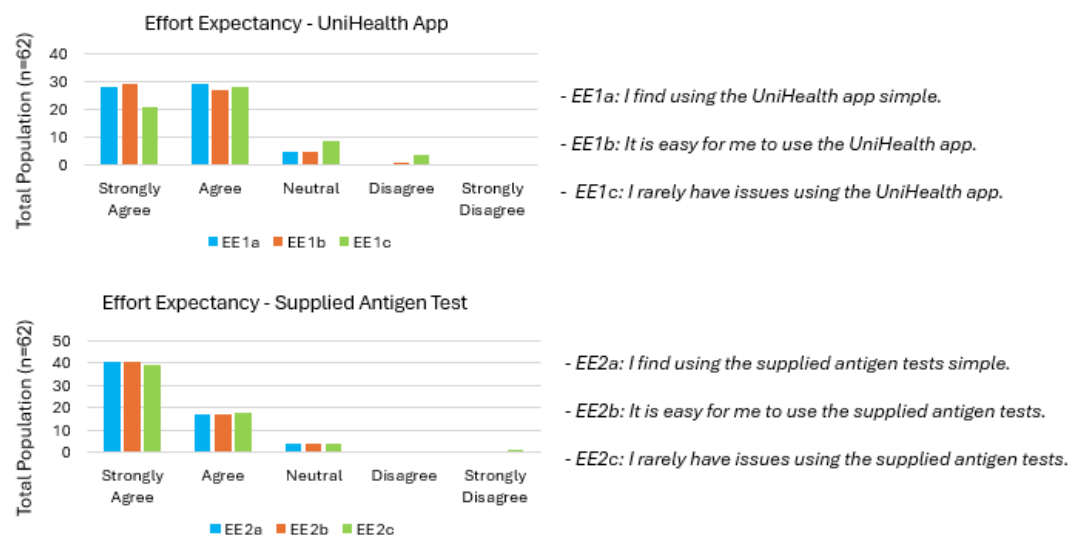 Effort Expectancy - UniHealth App
Total Population (n=62)
40
30
20
10
0
Strongly Agree
Agree
Neutral
Disagree
Strongly Disagree
EE1a EE1b EE1c
- EE1a: I find using the UniHealth app simple.
- EE1b: It is easy for me to use the UniHealth app.
- EE1c: I rarely have issues using the UniHealth app.
Effort Expectancy - Supplied Antigen Test
Total Population (n=62)
50
40
30
20
10
0
Strongly Agree
Agree
Neutral
Disagree
Strongly Disagree
EE2a EE2b EE2c
- EE2a: I find using the supplied antigen tests simple.
- EE2b: It is easy for me to use the supplied antigen tests.
- EE2c: I rarely have issues using the supplied antigen tests.